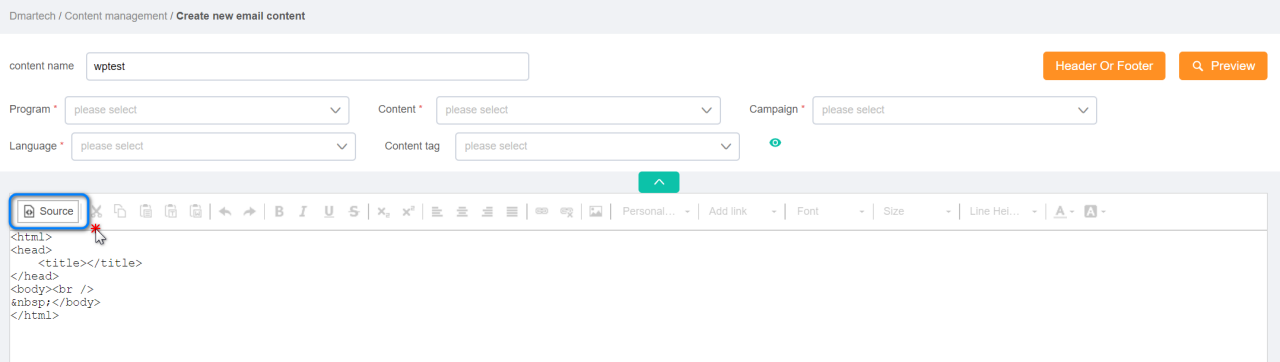 Dmartech / Content management / Create new email content
content name wptest Header Or Footer Preview
Program * please select Content * please select Campaign * please select
Language * please select Content tag please select
Source B I U S x x Personal... Add link Font Size Line Hei... A A
<html>
<head>
    <title></title>
</head>
<body><br />
&nbsp;</body>
</html>